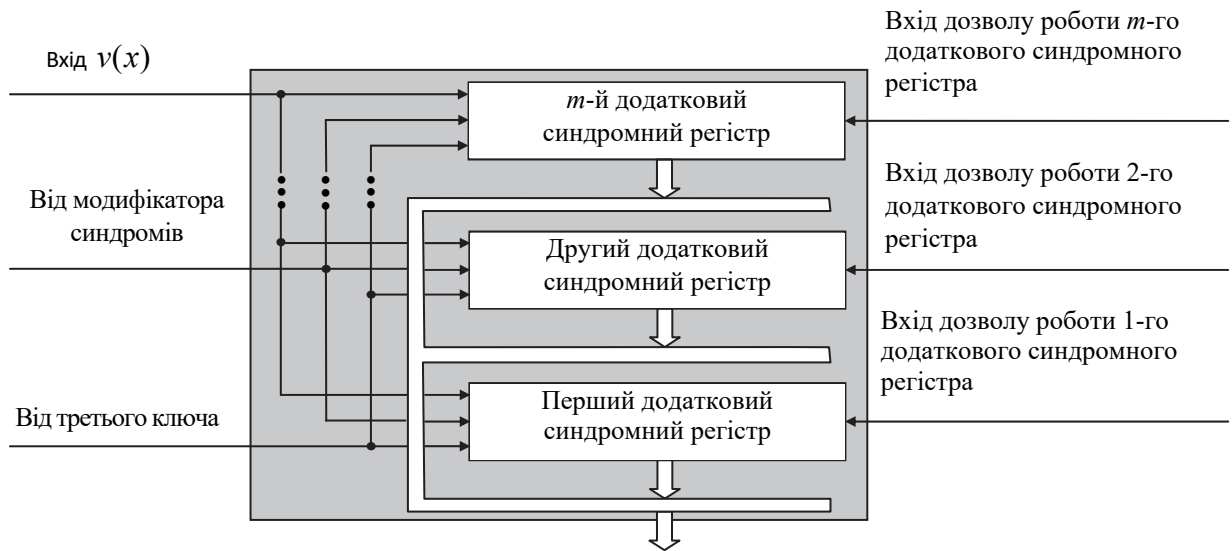 Вхід v(x)
Від модифікатора
синдромів
Від третього ключа
m-й додатковий
синдромний регістр
Другий додатковий
синдромний регістр
Перший додатковий
синдромний регістр
Вхід дозволу роботи m-го
додаткового синдромного
регістра
Вхід дозволу роботи 2-го
додаткового синдромного
регістра
Вхід дозволу роботи 1-го
додаткового синдромного
регістра